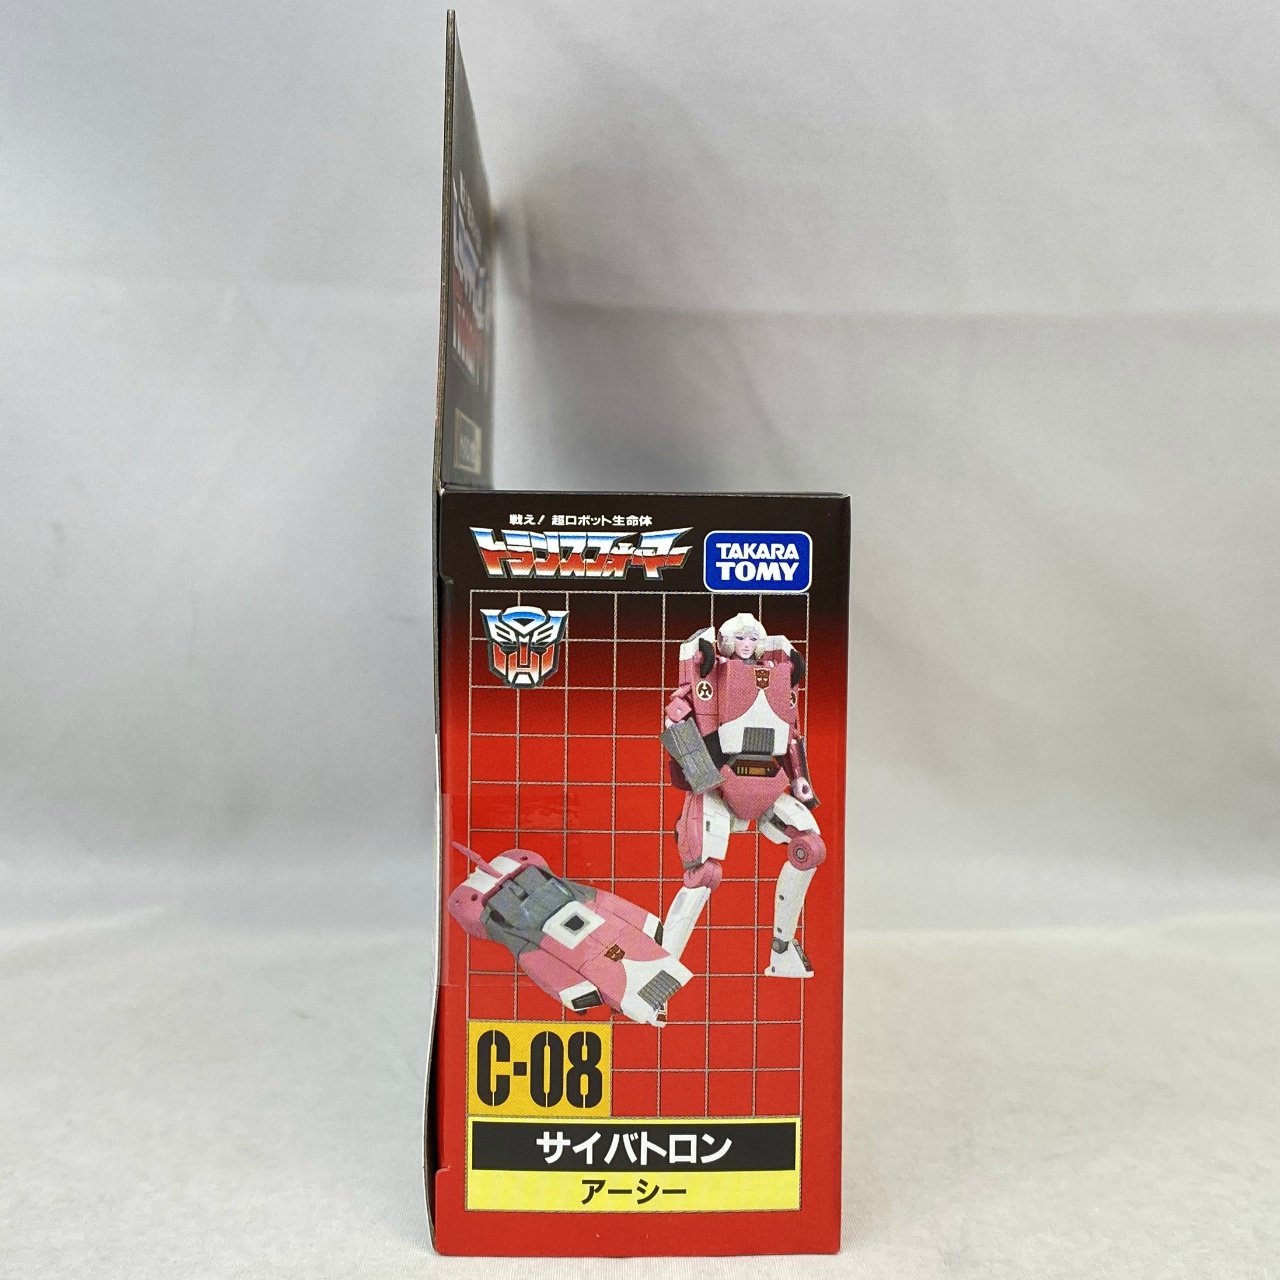 戦え! 超ロボット生命体
トランスフォーマー
TAKARA
TOMY
C-08
サイバトロン
アーシー